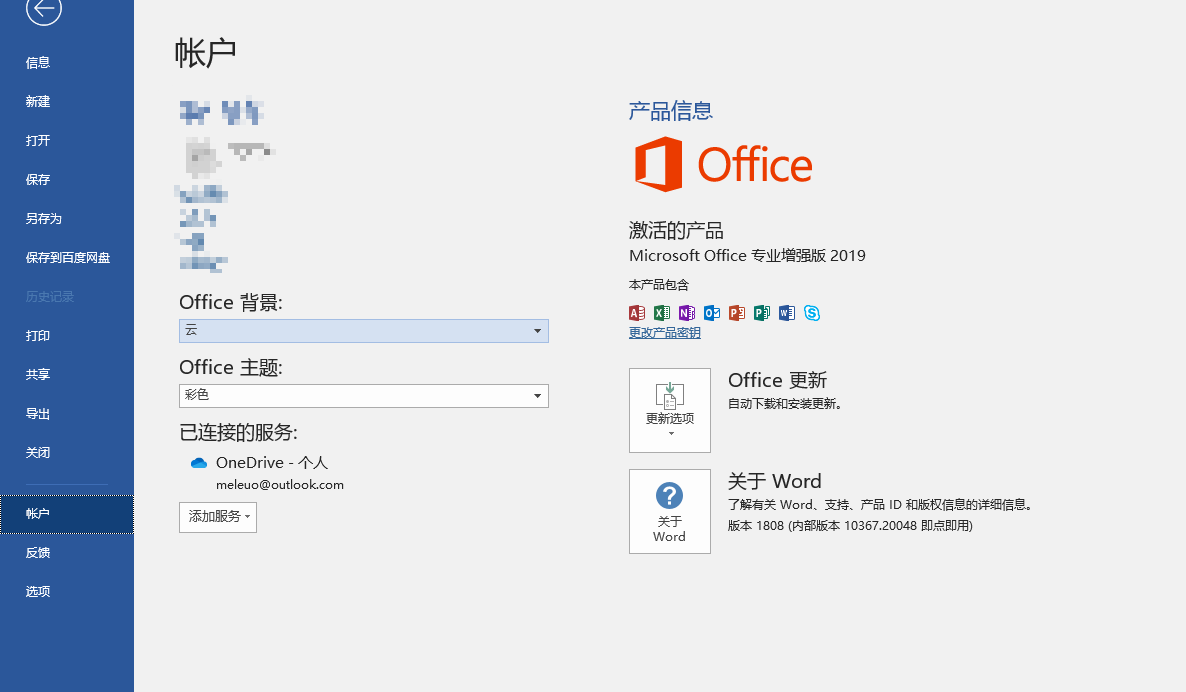 信息
新建
打开
保存
另存为
保存到百度网盘
历史记录
打印
共享
导出
关闭
帐户
反馈
选项
帐户
Office 背景:
云
Office 主题:
彩色
已连接的服务:
OneDrive - 个人
meleuo@outlook.com
添加服务
产品信息
Office
激活的产品
Microsoft Office 专业增强版 2019
本产品包含
A X N O P P W S
更改产品密钥
更新选项
Office 更新
自动下载和安装更新。
?
关于
Word
关于 Word
了解有关 Word、支持、产品 ID 和版权信息的详细信息。
版本 1808 (内部版本 10367.20048 即点即用)